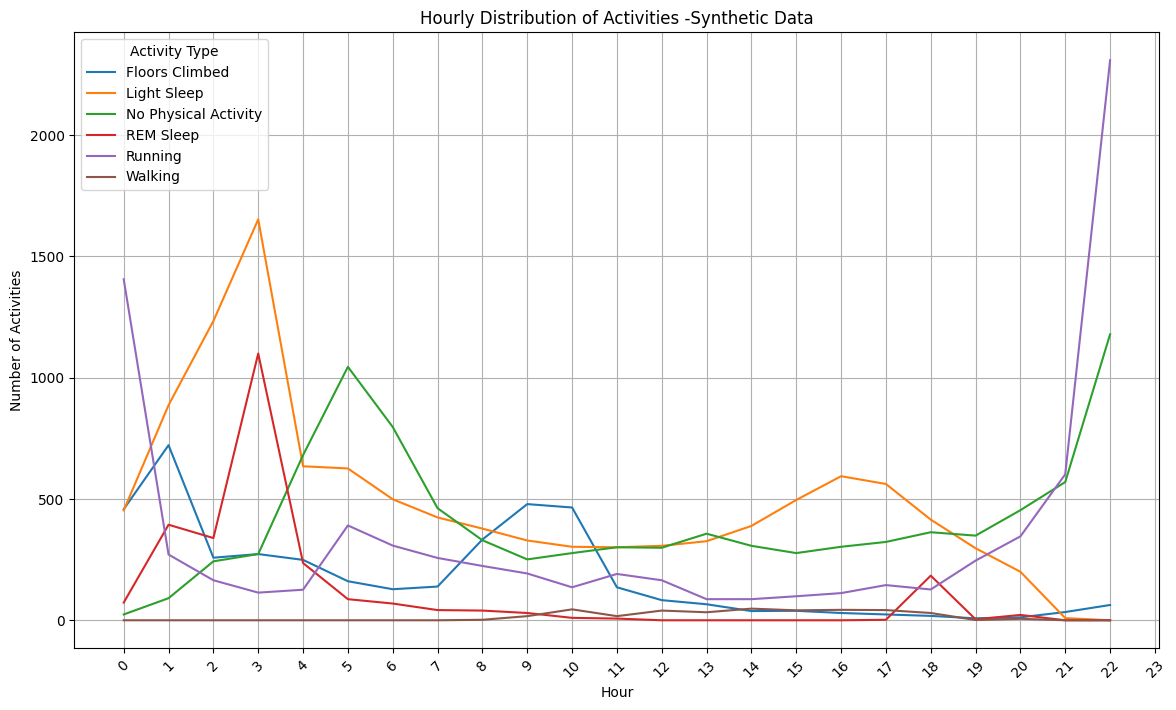 Hourly Distribution of Activities -Synthetic Data
Activity Type
Floors Climbed
Light Sleep
No Physical Activity
REM Sleep
Running
Walking
Number of Activities
2000
1500
1000
500
0
0 1 2 3 4 5 6 7 8 9 10 11 12 13 14 15 16 17 18 19 20 21 22 23
Hour